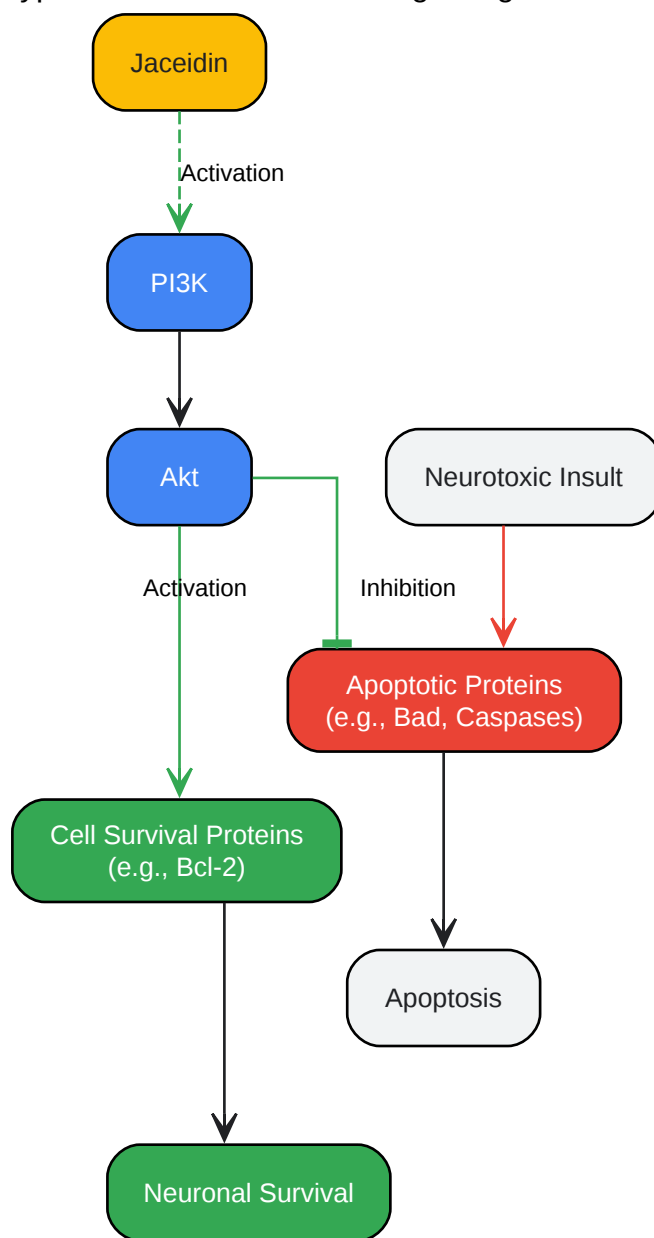 Jaceidin
Activation
PI3K
Akt
Neurotoxic Insult
Activation
Inhibition
Apoptotic Proteins
(e.g., Bad, Caspases)
Cell Survival Proteins
(e.g., Bcl-2)
Apoptosis
Neuronal Survival